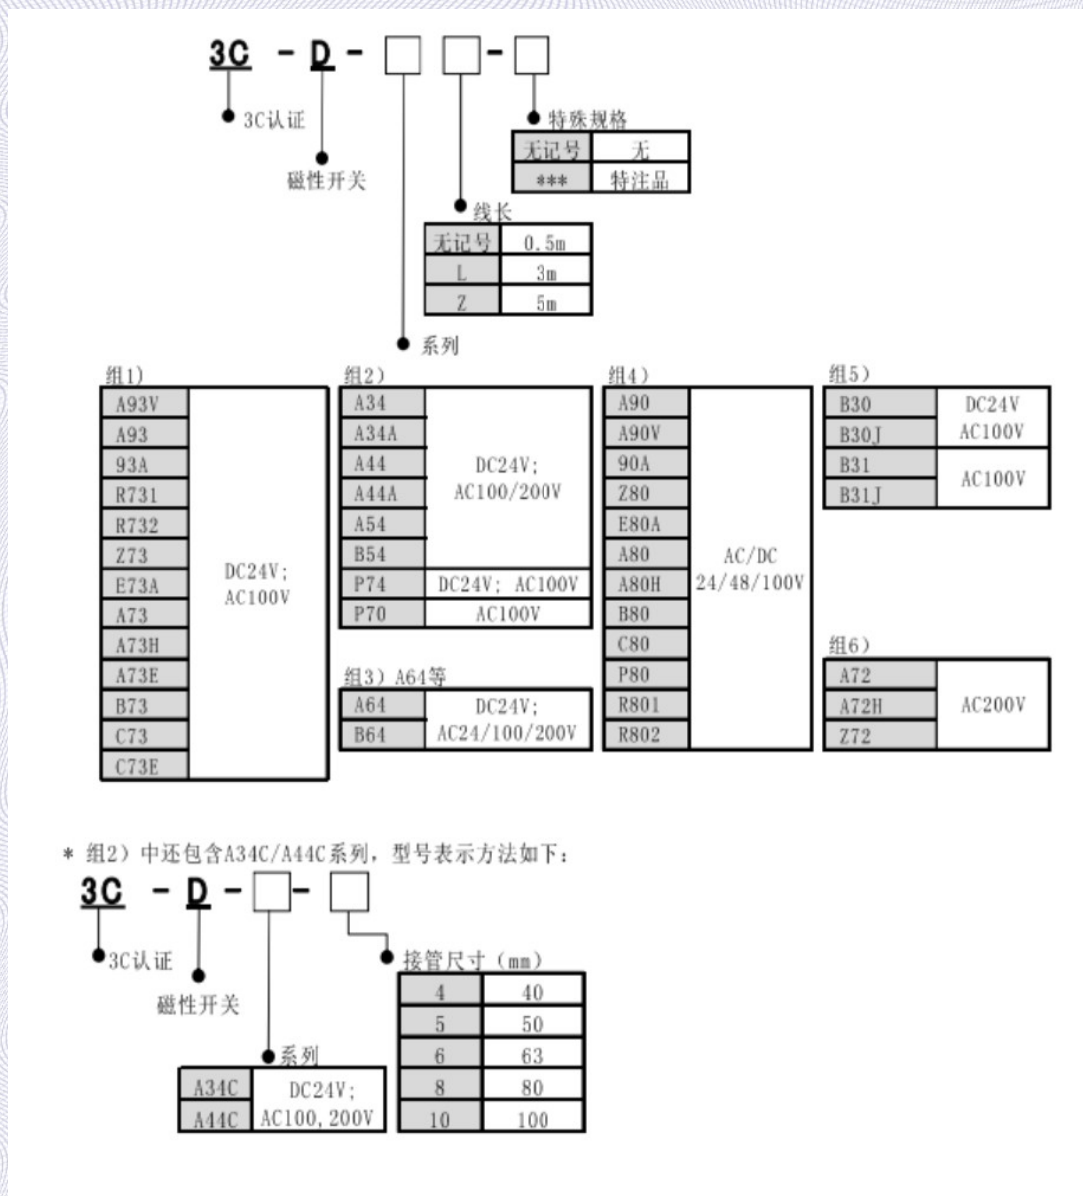 3C - D - □ □ - □
3C认证
磁性开关
特殊规格
无记号 无
*** 特注品
线长
无记号 0.5m
L 3m
Z 5m
系列
组1)
A93V
A93
93A
R731
R732
Z73
E73A
A73
A73H
A73E
B73
C73
C73E
DC24V;
AC100V
组2)
A34
A34A
A44
A44A
A54
B54
DC24V;
AC100/200V
P74 DC24V; AC100V
P70 AC100V
组3) A64等
A64
B64
DC24V;
AC24/100/200V
组4)
A90
A90V
90A
Z80
E80A
A80
A80H
B80
C80
P80
R801
R802
AC/DC
24/48/100V
组5)
B30
B30J
DC24V
AC100V
B31
B31J
AC100V
组6)
A72
A72H
Z72
AC200V
* 组2) 中还包含A34C/A44C系列, 型号表示方法如下:
3C - D - □ - □
3C认证
磁性开关
接管尺寸 (mm)
4 40
5 50
6 63
8 80
10 100
系列
A34C
A44C
DC24V;
AC100,200V